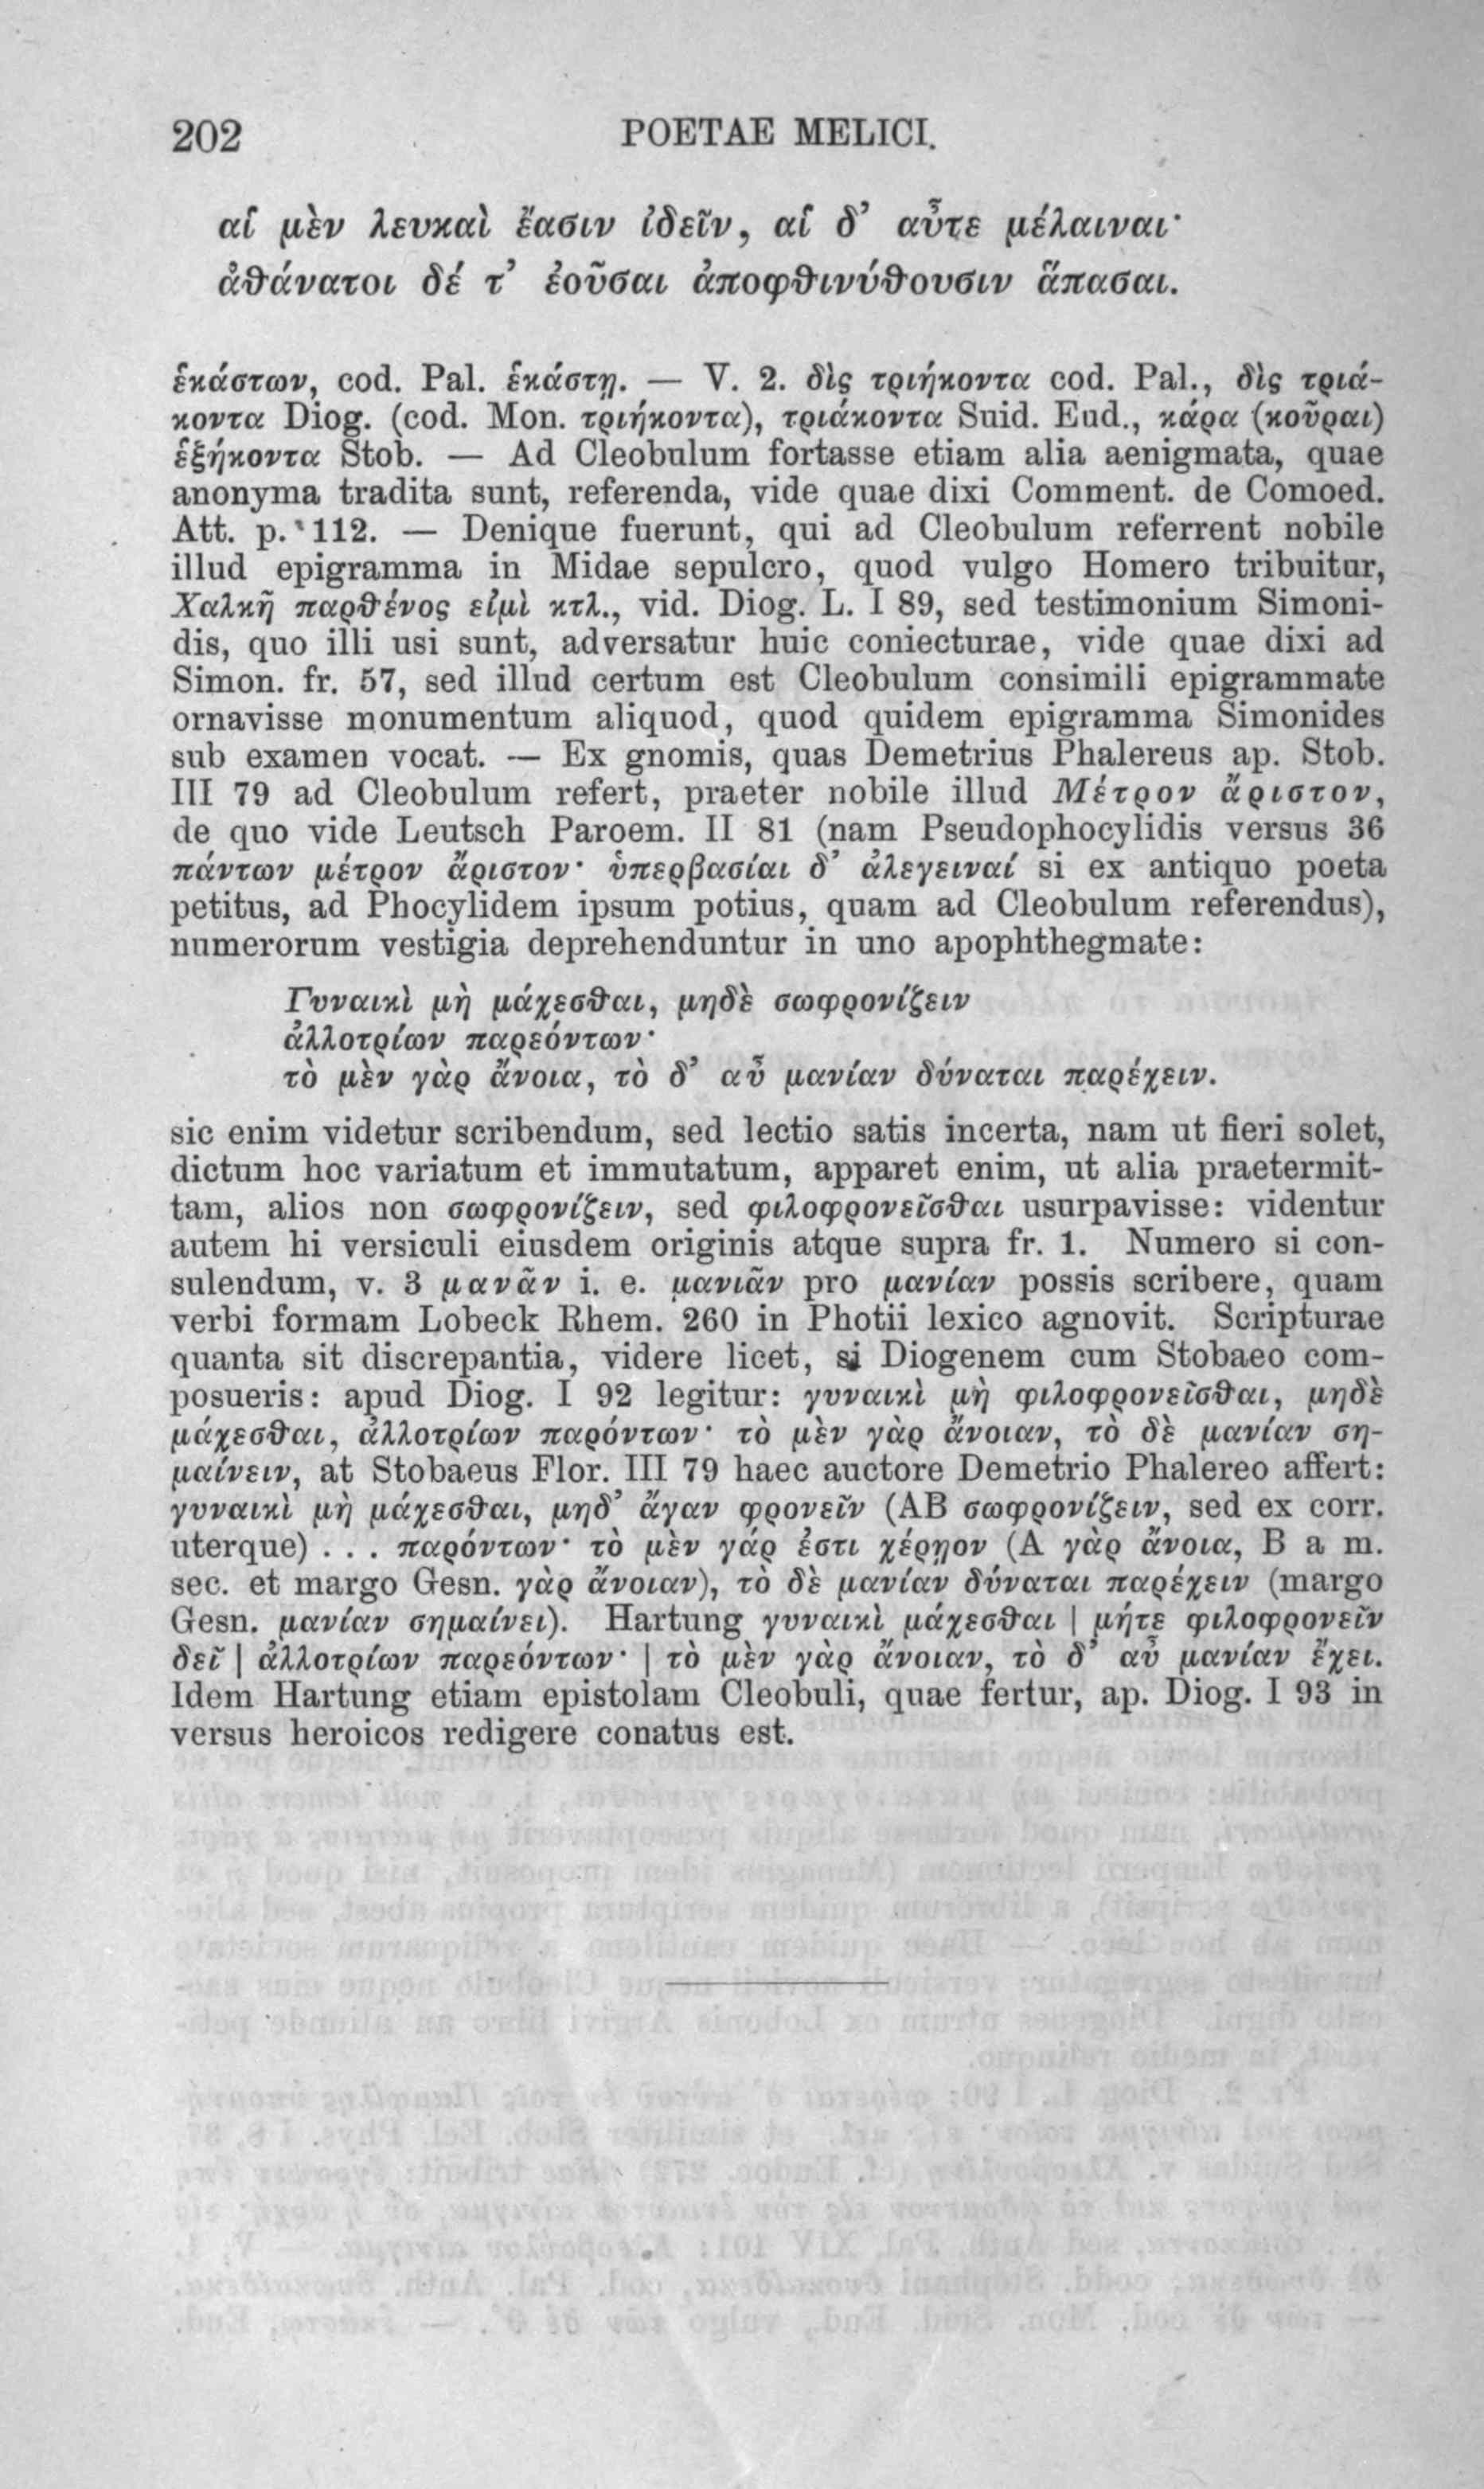 202 POETAE MELICI.
αἱ μὲν λευκαὶ ἔασιν ἰδεῖν, αἱ δ’ αὖτε μέλαιναι·
ἀθάνατοι δέ τ’ ἐοῦσαι ἀποφθινύθουσιν ἅπασαι.
ἑκάστων, cod. Pal. ἑκάστῃ. — V. 2. δὶς τριήκοντα cod. Pal., δὶς τριά-
κοντα Diog. (cod. Mon. τριήκοντα), τριάκοντα Suid. Eud., κάρα (κοῦραι)
ἑξήκοντα Stob. — Ad Cleobulum fortasse etiam alia aenigmata, quae
anonyma tradita sunt, referenda, vide quae dixi Comment. de Comoed.
Att. p. 112. — Denique fuerunt, qui ad Cleobulum referrent nobile
illud epigramma in Midae sepulcro, quod vulgo Homero tribuitur,
Χαλκῆ παρθένος εἰμὶ κτλ., vid. Diog. L. I 89, sed testimonium Simoni-
dis, quo illi usi sunt, adversatur huic coniecturae, vide quae dixi ad
Simon. fr. 57, sed illud certum est Cleobulum consimili epigrammate
ornavisse monumentum aliquod, quod quidem epigramma Simonides
sub examen vocat. — Ex gnomis, quas Demetrius Phalereus ap. Stob.
III 79 ad Cleobulum refert, praeter nobile illud Μέτρον ἄριστον,
de quo vide Leutsch Paroem. II 81 (nam Pseudophocylidis versus 36
πάντων μέτρον ἄριστον· ὑπερβασίαι δ’ ἀλεγειναί si ex antiquo poeta
petitus, ad Phocylidem ipsum potius, quam ad Cleobulum referendus),
numerorum vestigia deprehenduntur in uno apophthegmate:
Γυναικὶ μὴ μάχεσθαι, μηδὲ σωφρονίζειν
ἀλλοτρίων παρεόντων·
τὸ μὲν γὰρ ἄνοια, τὸ δ’ αὖ μανίαν δύναται παρέχειν.
sic enim videtur scribendum, sed lectio satis incerta, nam ut fieri solet,
dictum hoc variatum et immutatum, apparet enim, ut alia praetermit-
tam, alios non σωφρονίζειν, sed φιλοφρονεῖσθαι usurpavisse: videntur
autem hi versiculi eiusdem originis atque supra fr. 1. Numero si con-
sulendum, v. 3 μανᾶν i. e. μανιᾶν pro μανίαν possis scribere, quam
verbi formam Lobeck Rhem. 260 in Photii lexico agnovit. Scripturae
quanta sit discrepantia, videre licet, si Diogenem cum Stobaeo com-
posueris: apud Diog. I 92 legitur: γυναικὶ μὴ φιλοφρονεῖσθαι, μηδὲ
μάχεσθαι, ἀλλοτρίων παρόντων· τὸ μὲν γὰρ ἄνοιαν, τὸ δὲ μανίαν ση-
μαίνειν, at Stobaeus Flor. III 79 haec auctore Demetrio Phalereo affert:
γυναικὶ μὴ μάχεσθαι, μηδ’ ἄγαν φρονεῖν (AB σωφρονίζειν, sed ex corr.
uterque) . . . παρόντων· τὸ μὲν γάρ ἐστι χέρῃον (A γὰρ ἄνοια, B a m.
sec. et margo Gesn. γὰρ ἄνοιαν), τὸ δὲ μανίαν δύναται παρέχειν (margo
Gesn. μανίαν σημαίνει). Hartung γυναικὶ μάχεσθαι | μήτε φιλοφρονεῖν
δεῖ | ἀλλοτρίων παρεόντων· | τὸ μὲν γὰρ ἄνοιαν, τὸ δ’ αὖ μανίαν ἔχει.
Idem Hartung etiam epistolam Cleobuli, quae fertur, ap. Diog. I 93 in
versus heroicos redigere conatus est.